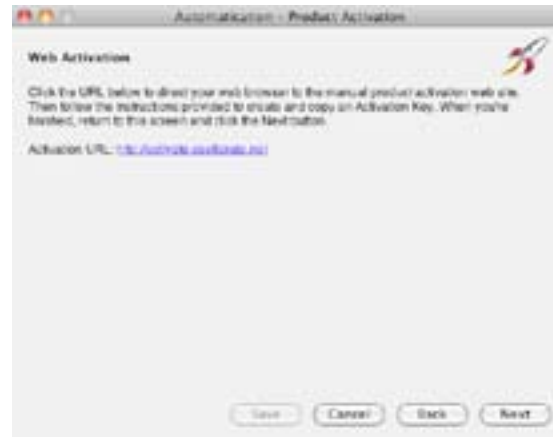 Automatication - Product Activation
Web Activation
Click the URL below to direct your web browser to the manual product activation web site.
Then follow the instructions provided to create and copy an Activation Key. When you're
finished, return to this screen and click the Next button.
Activation URL:
Save Cancel Back Next